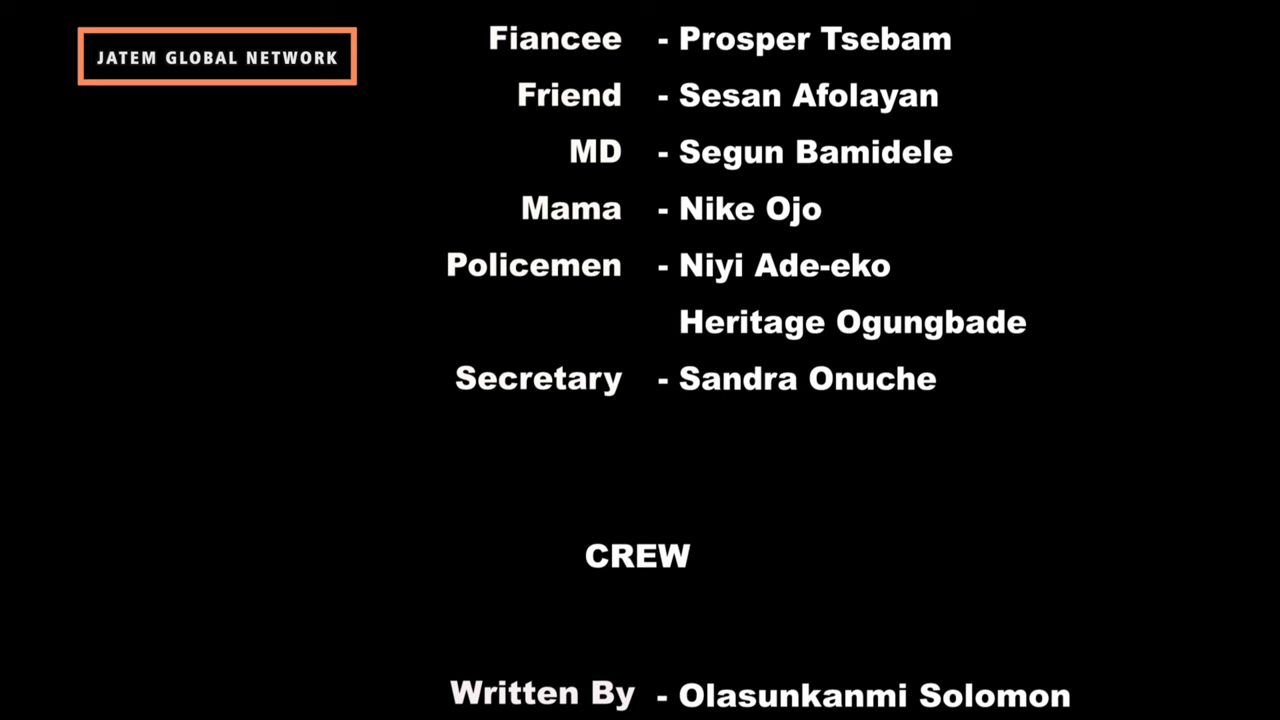 JATEM GLOBAL NETWORK
Fiancee - Prosper Tsebam
Friend - Sesan Afolayan
MD - Segun Bamidele
Mama - Nike Ojo
Policemen - Niyi Ade-eko
Heritage Ogungbade
Secretary - Sandra Onuche
CREW
Written By - Olasunkanmi Solomon